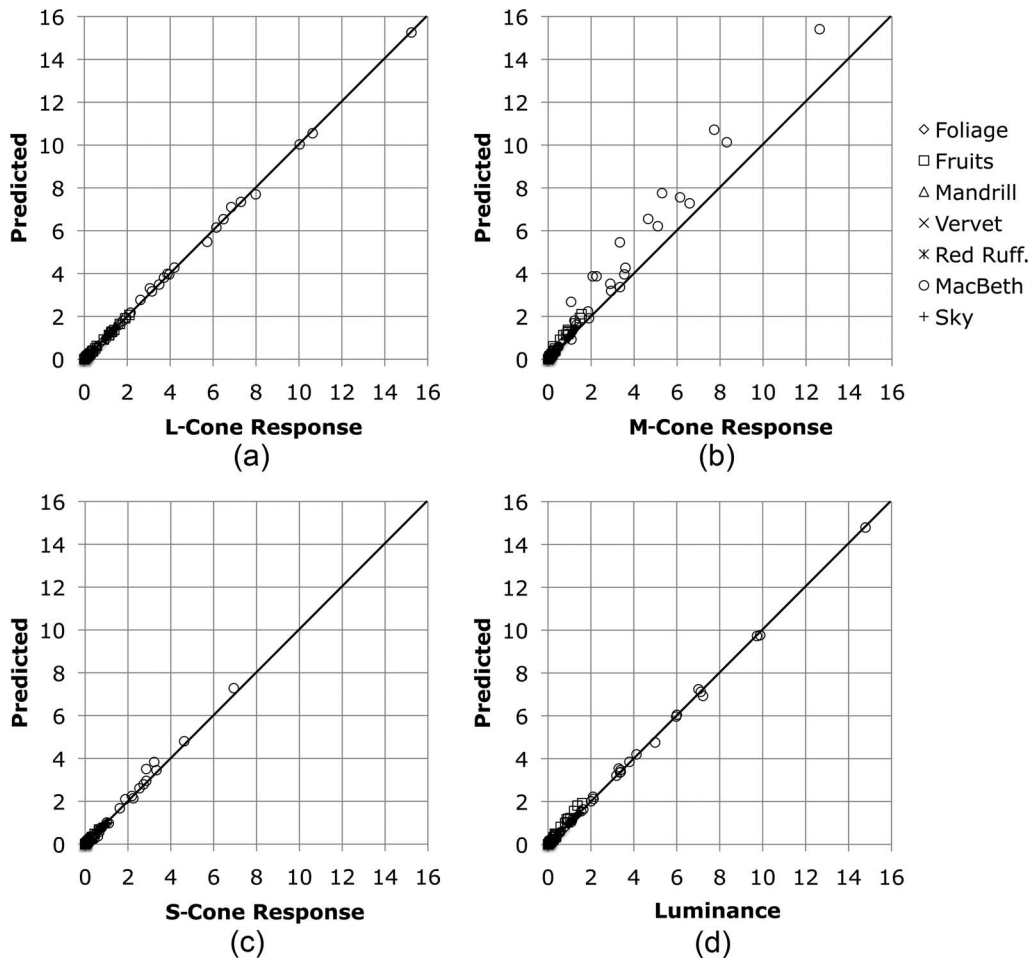 16
14
12
10
8
6
4
2
0
Predicted
0 2 4 6 8 10 12 14 16
L-Cone Response
(a)
16
14
12
10
8
6
4
2
0
Predicted
0 2 4 6 8 10 12 14 16
M-Cone Response
(b)
Foliage
Fruits
Mandrill
Vervet
Red Ruff.
MacBeth
Sky
16
14
12
10
8
6
4
2
0
Predicted
0 2 4 6 8 10 12 14 16
S-Cone Response
(c)
16
14
12
10
8
6
4
2
0
Predicted
0 2 4 6 8 10 12 14 16
Luminance
(d)